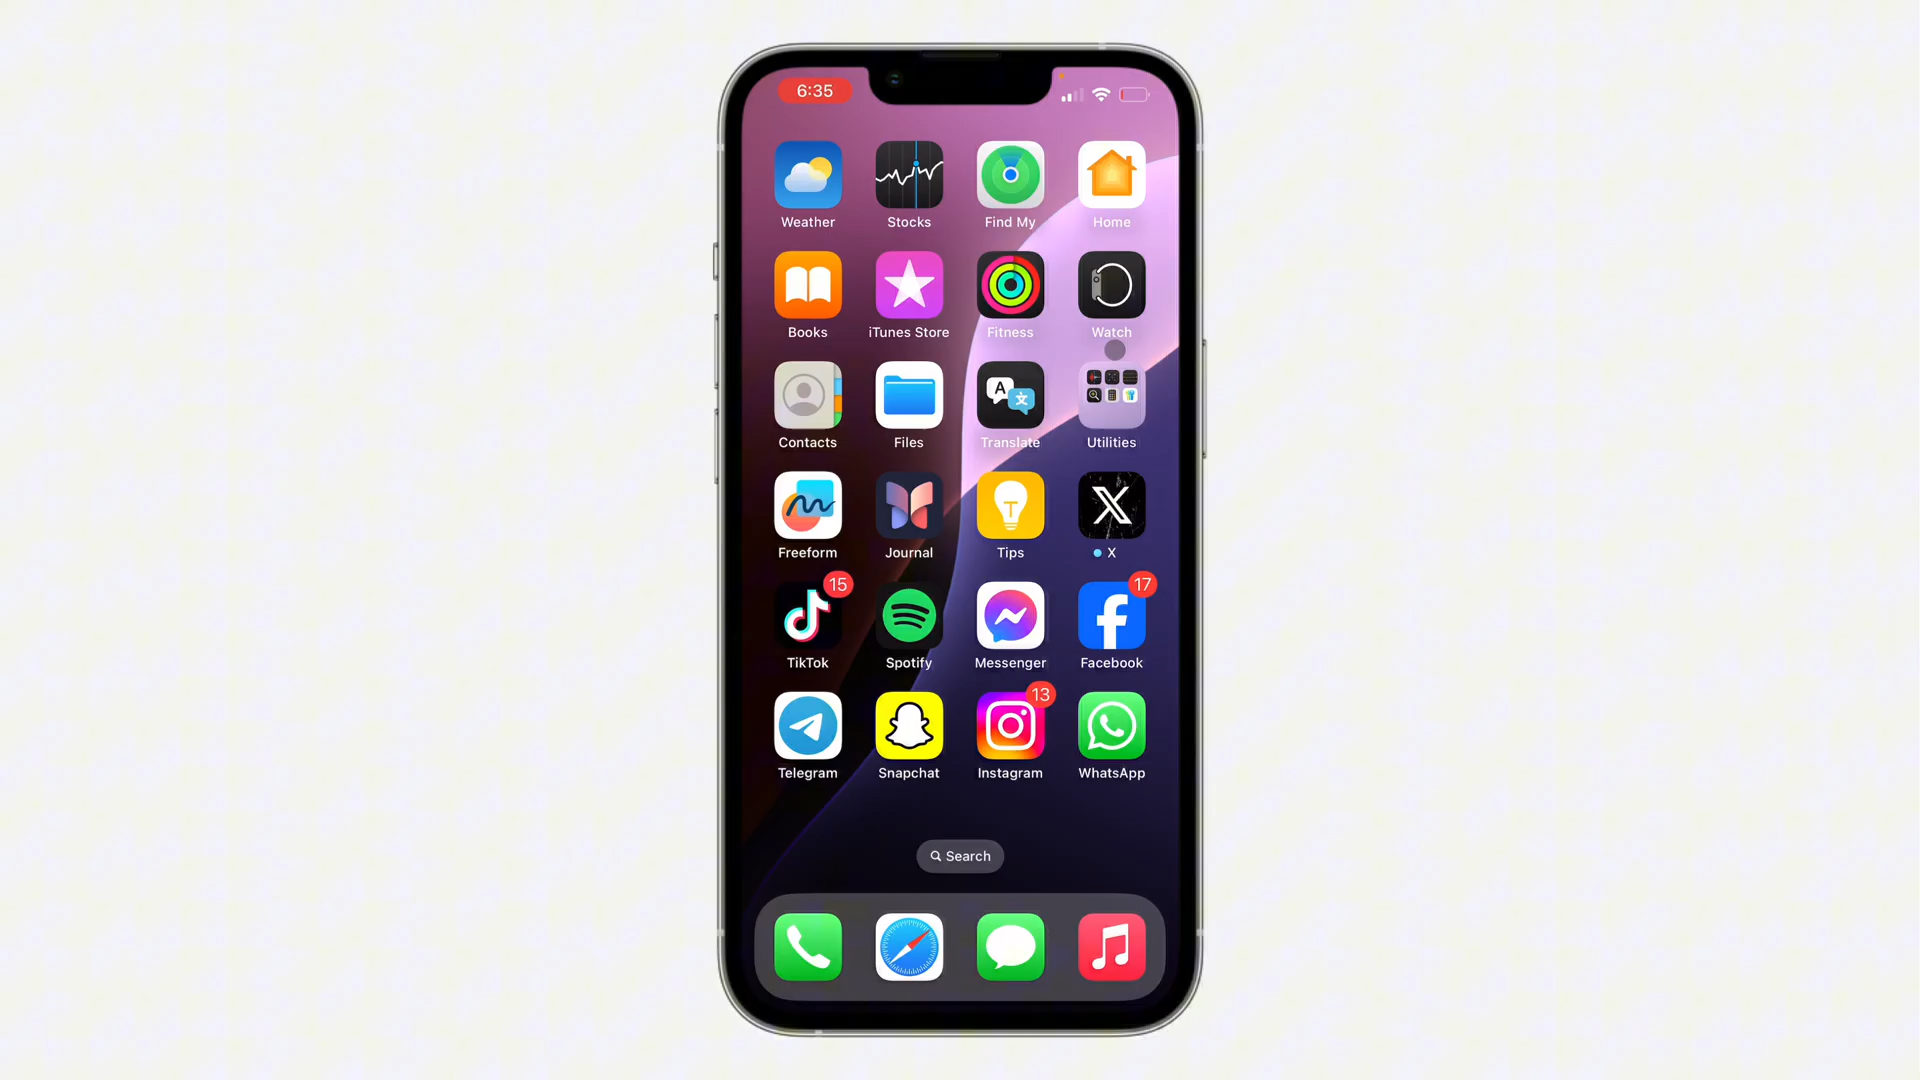 6:35
Weather Stocks Find My Home
Books iTunes Store Fitness Watch
A
文
Contacts Files Translate Utilities
T
Freeform Journal Tips X
15 17
TikTok Spotify Messenger Facebook
13
Telegram Snapchat Instagram WhatsApp
Search